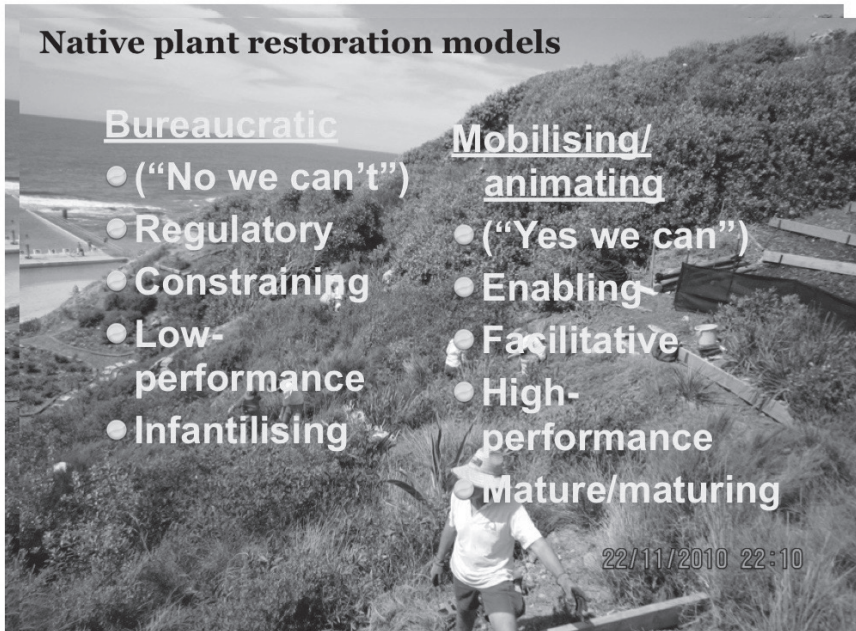 Native plant restoration models
Bureaucratic
("No we can't")
Regulatory
Constraining
Low-
performance
Infantilising
Mobilising/
animating
("Yes we can")
Enabling
Facilitative
High-
performance
Mature/maturing
22/11/2010 22:10